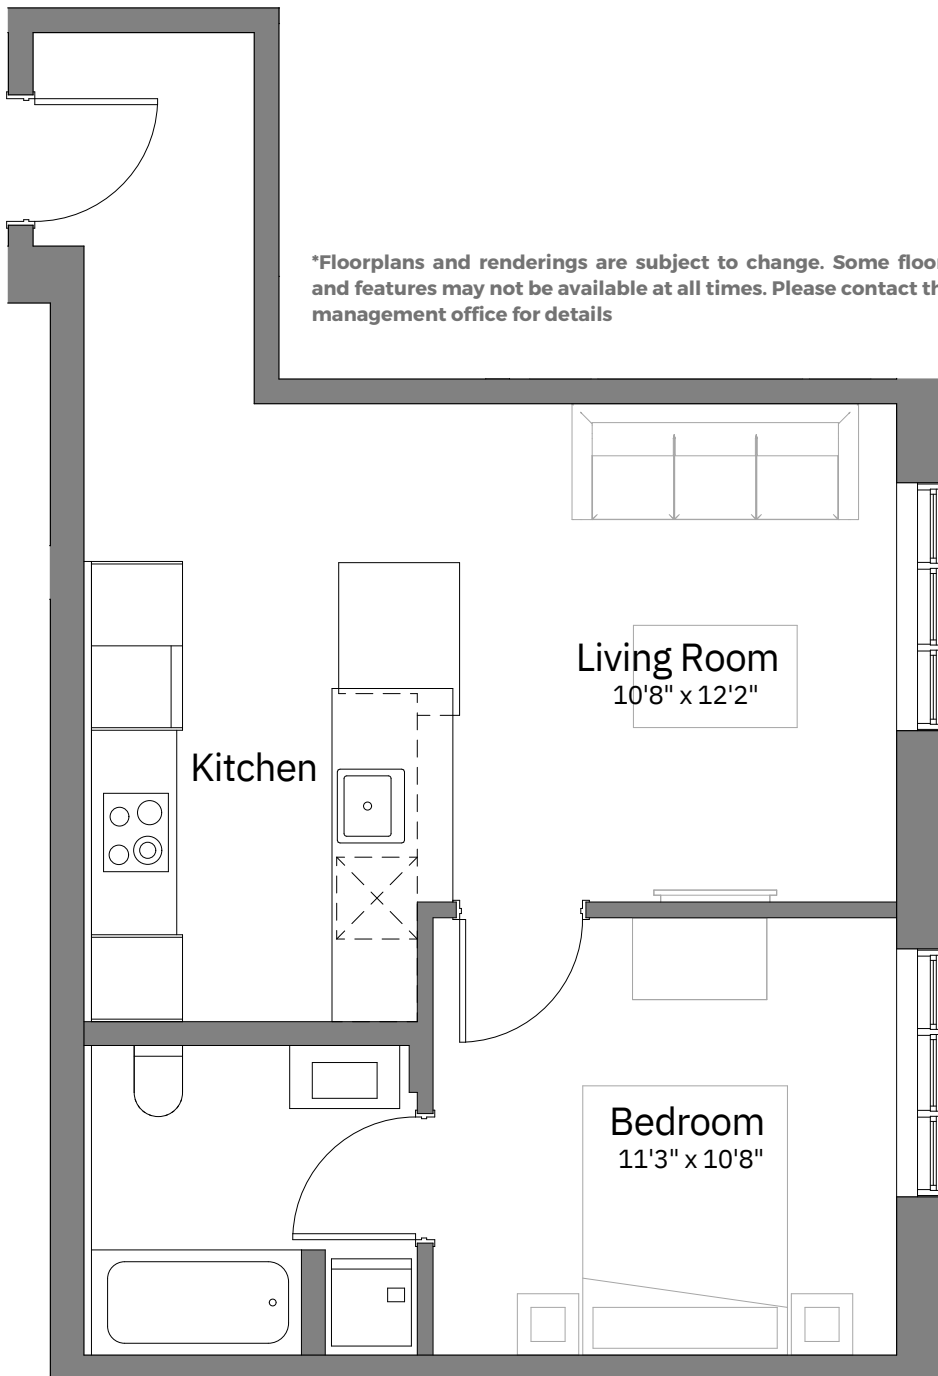 *Floorplans and renderings are subject to change. Some floor
and features may not be available at all times. Please contact th
management office for details
Living Room
10'8" x 12'2"
Kitchen
Bedroom
11'3" x 10'8"